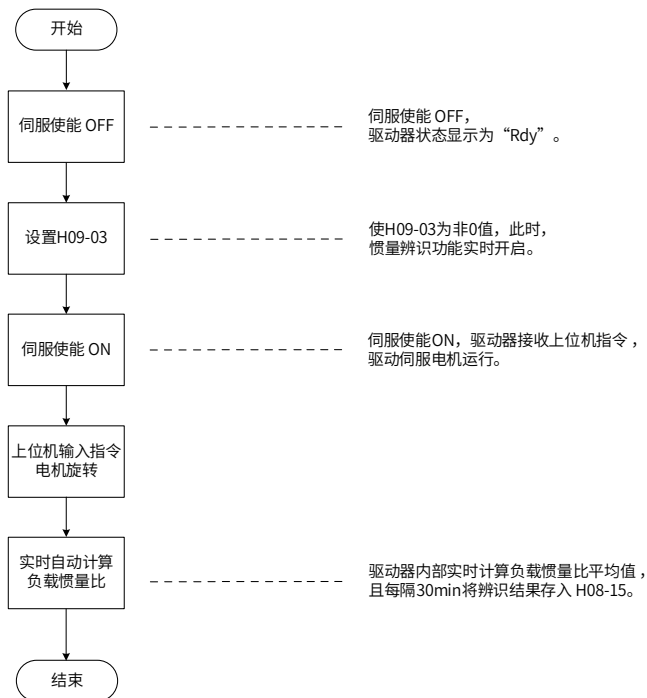 开始
伺服使能 OFF
伺服使能 OFF，
驱动器状态显示为“Rdy”。
设置H09-03
使H09-03为非0值，此时，
惯量辨识功能实时开启。
伺服使能 ON
伺服使能ON，驱动器接收上位机指令，
驱动伺服电机运行。
上位机输入指令
电机旋转
实时自动计算
负载惯量比
驱动器内部实时计算负载惯量比平均值，
且每隔30min将辨识结果存入 H08-15。
结束